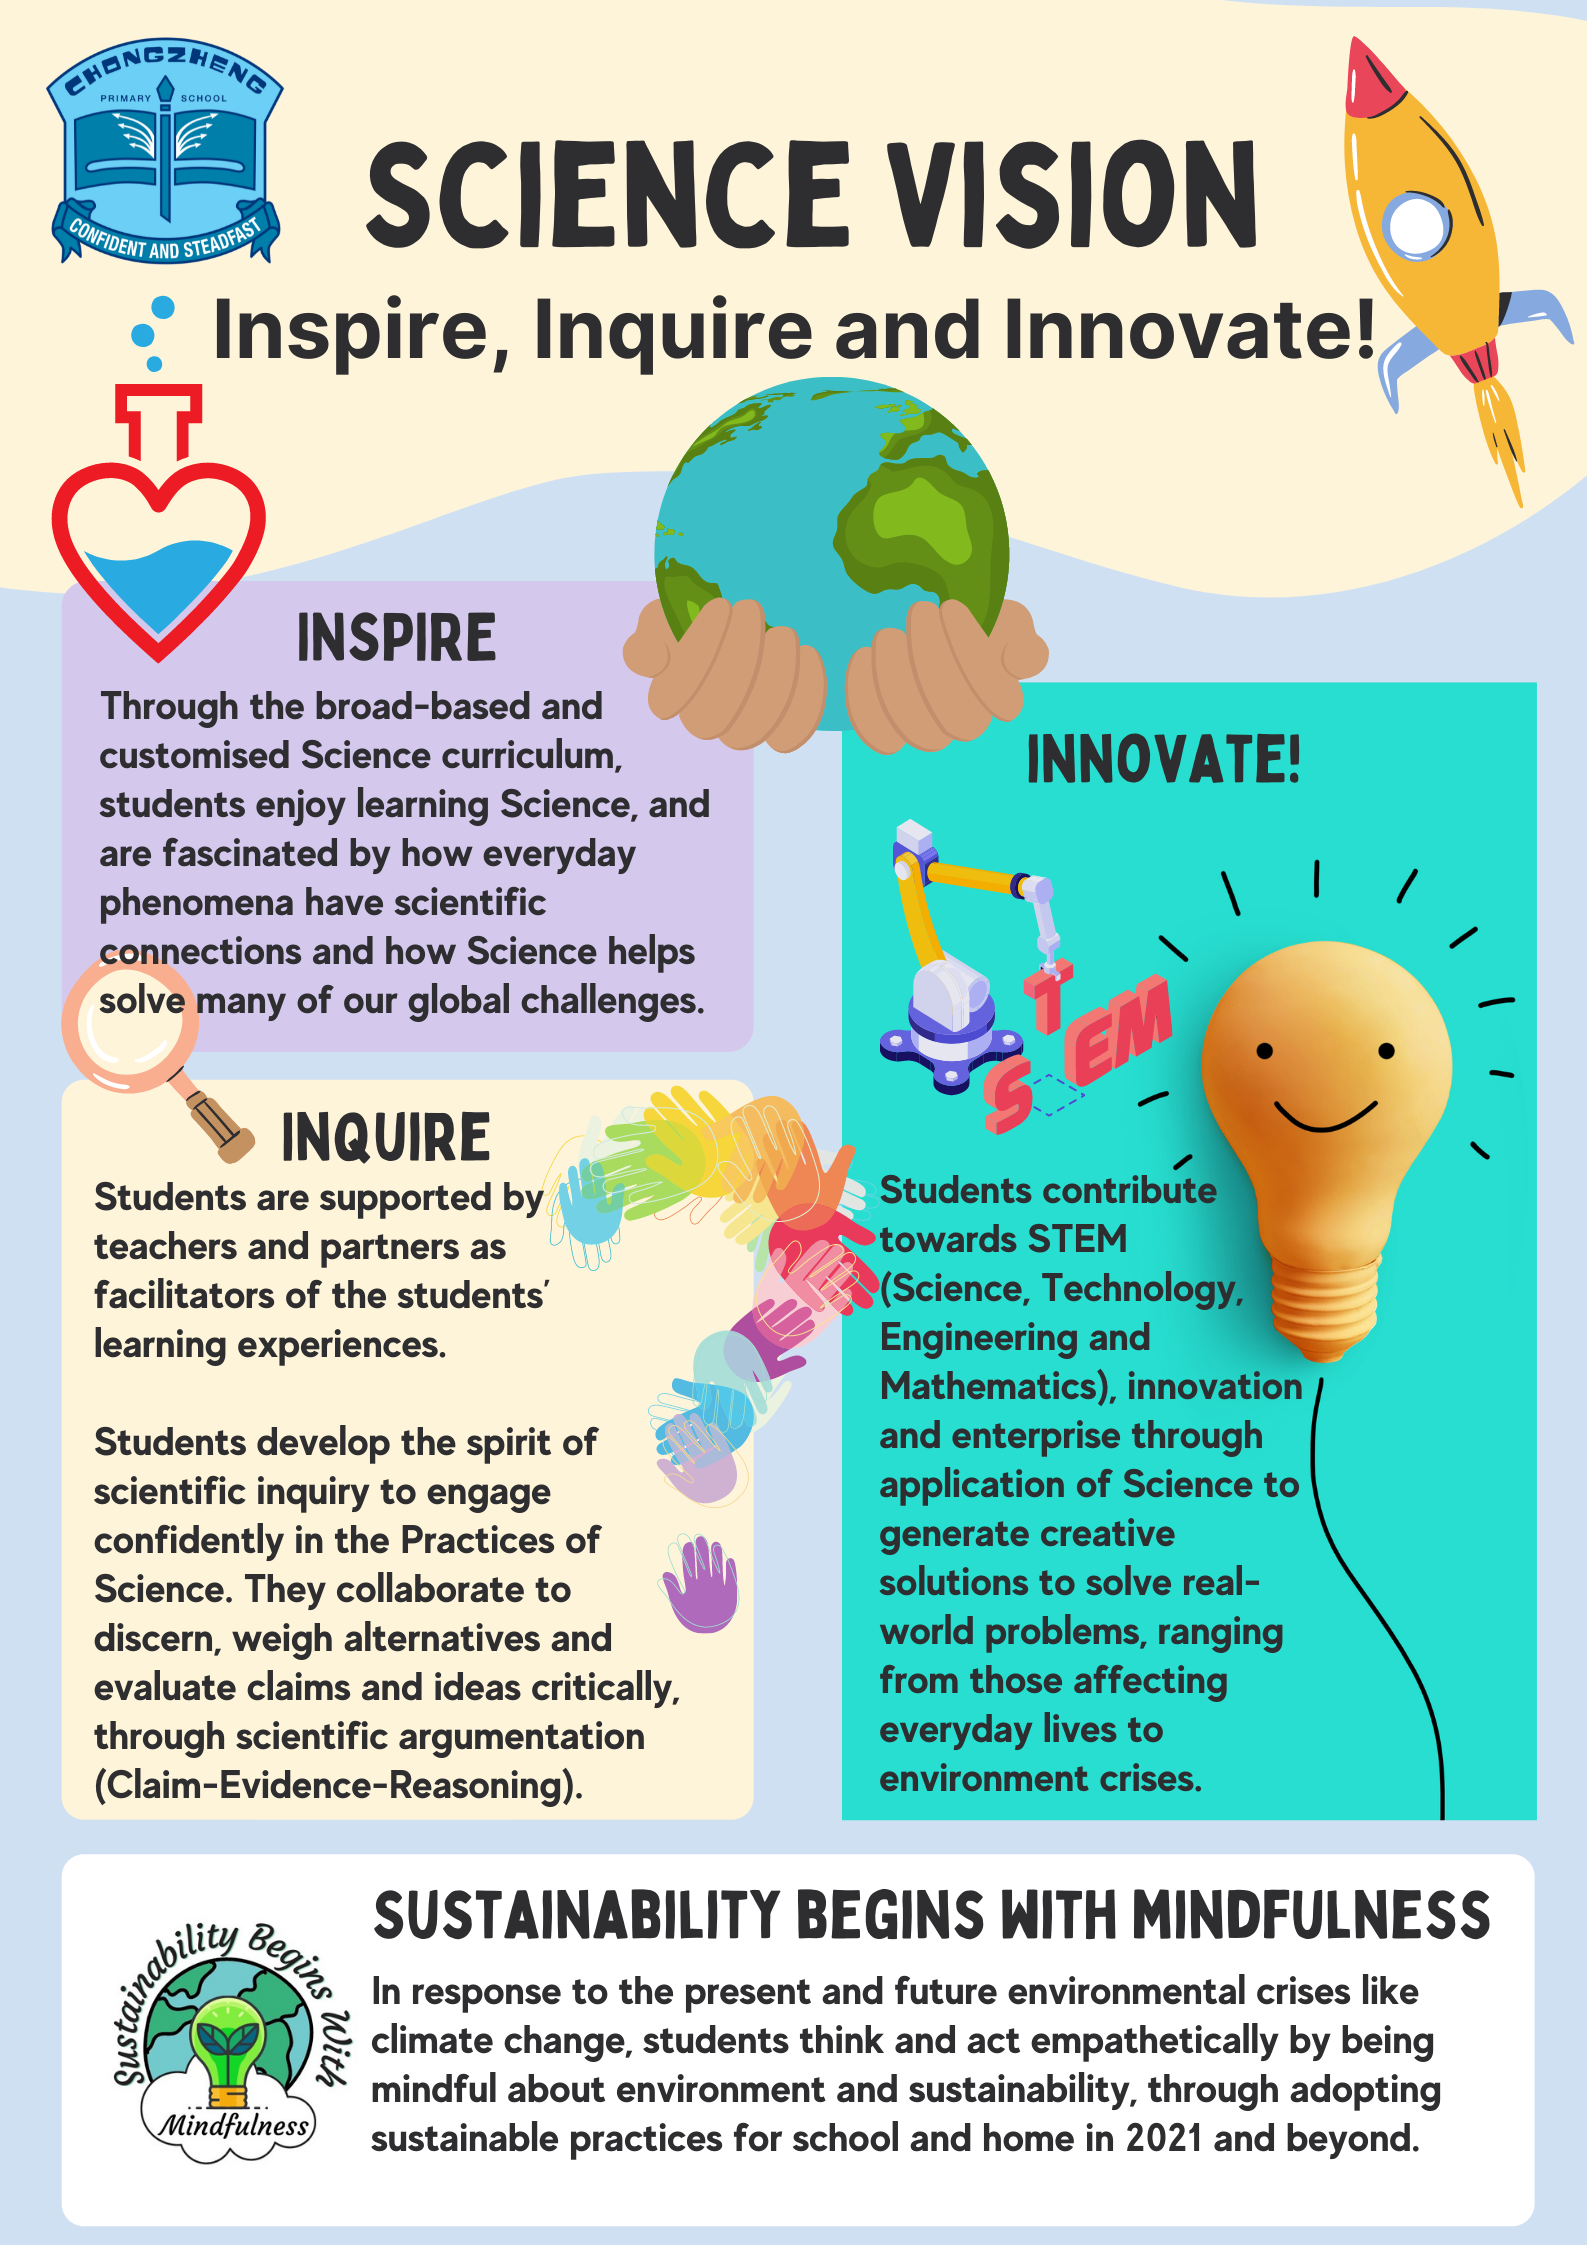 CHONGZHENG
PRIMARY SCHOOL
CONFIDENT AND STEADFAST
SCIENCE VISION
Inspire, Inquire and Innovate!
INSPIRE
Through the broad-based and
customised Science curriculum,
students enjoy learning Science, and
are fascinated by how everyday
phenomena have scientific
connections and how Science helps
solve many of our global challenges.
INQUIRE
Students are supported by
teachers and partners as
facilitators of the students’
learning experiences.
Students develop the spirit of
scientific inquiry to engage
confidently in the Practices of
Science. They collaborate to
discern, weigh alternatives and
evaluate claims and ideas critically,
through scientific argumentation
(Claim-Evidence-Reasoning).
INNOVATE!
STEM
Students contribute
towards STEM
(Science, Technology,
Engineering and
Mathematics), innovation
and enterprise through
application of Science to
generate creative
solutions to solve real-
world problems, ranging
from those affecting
everyday lives to
environment crises.
Sustainability Begins With
Mindfulness
SUSTAINABILITY BEGINS WITH MINDFULNESS
In response to the present and future environmental crises like
climate change, students think and act empathetically by being
mindful about environment and sustainability, through adopting
sustainable practices for school and home in 2021 and beyond.